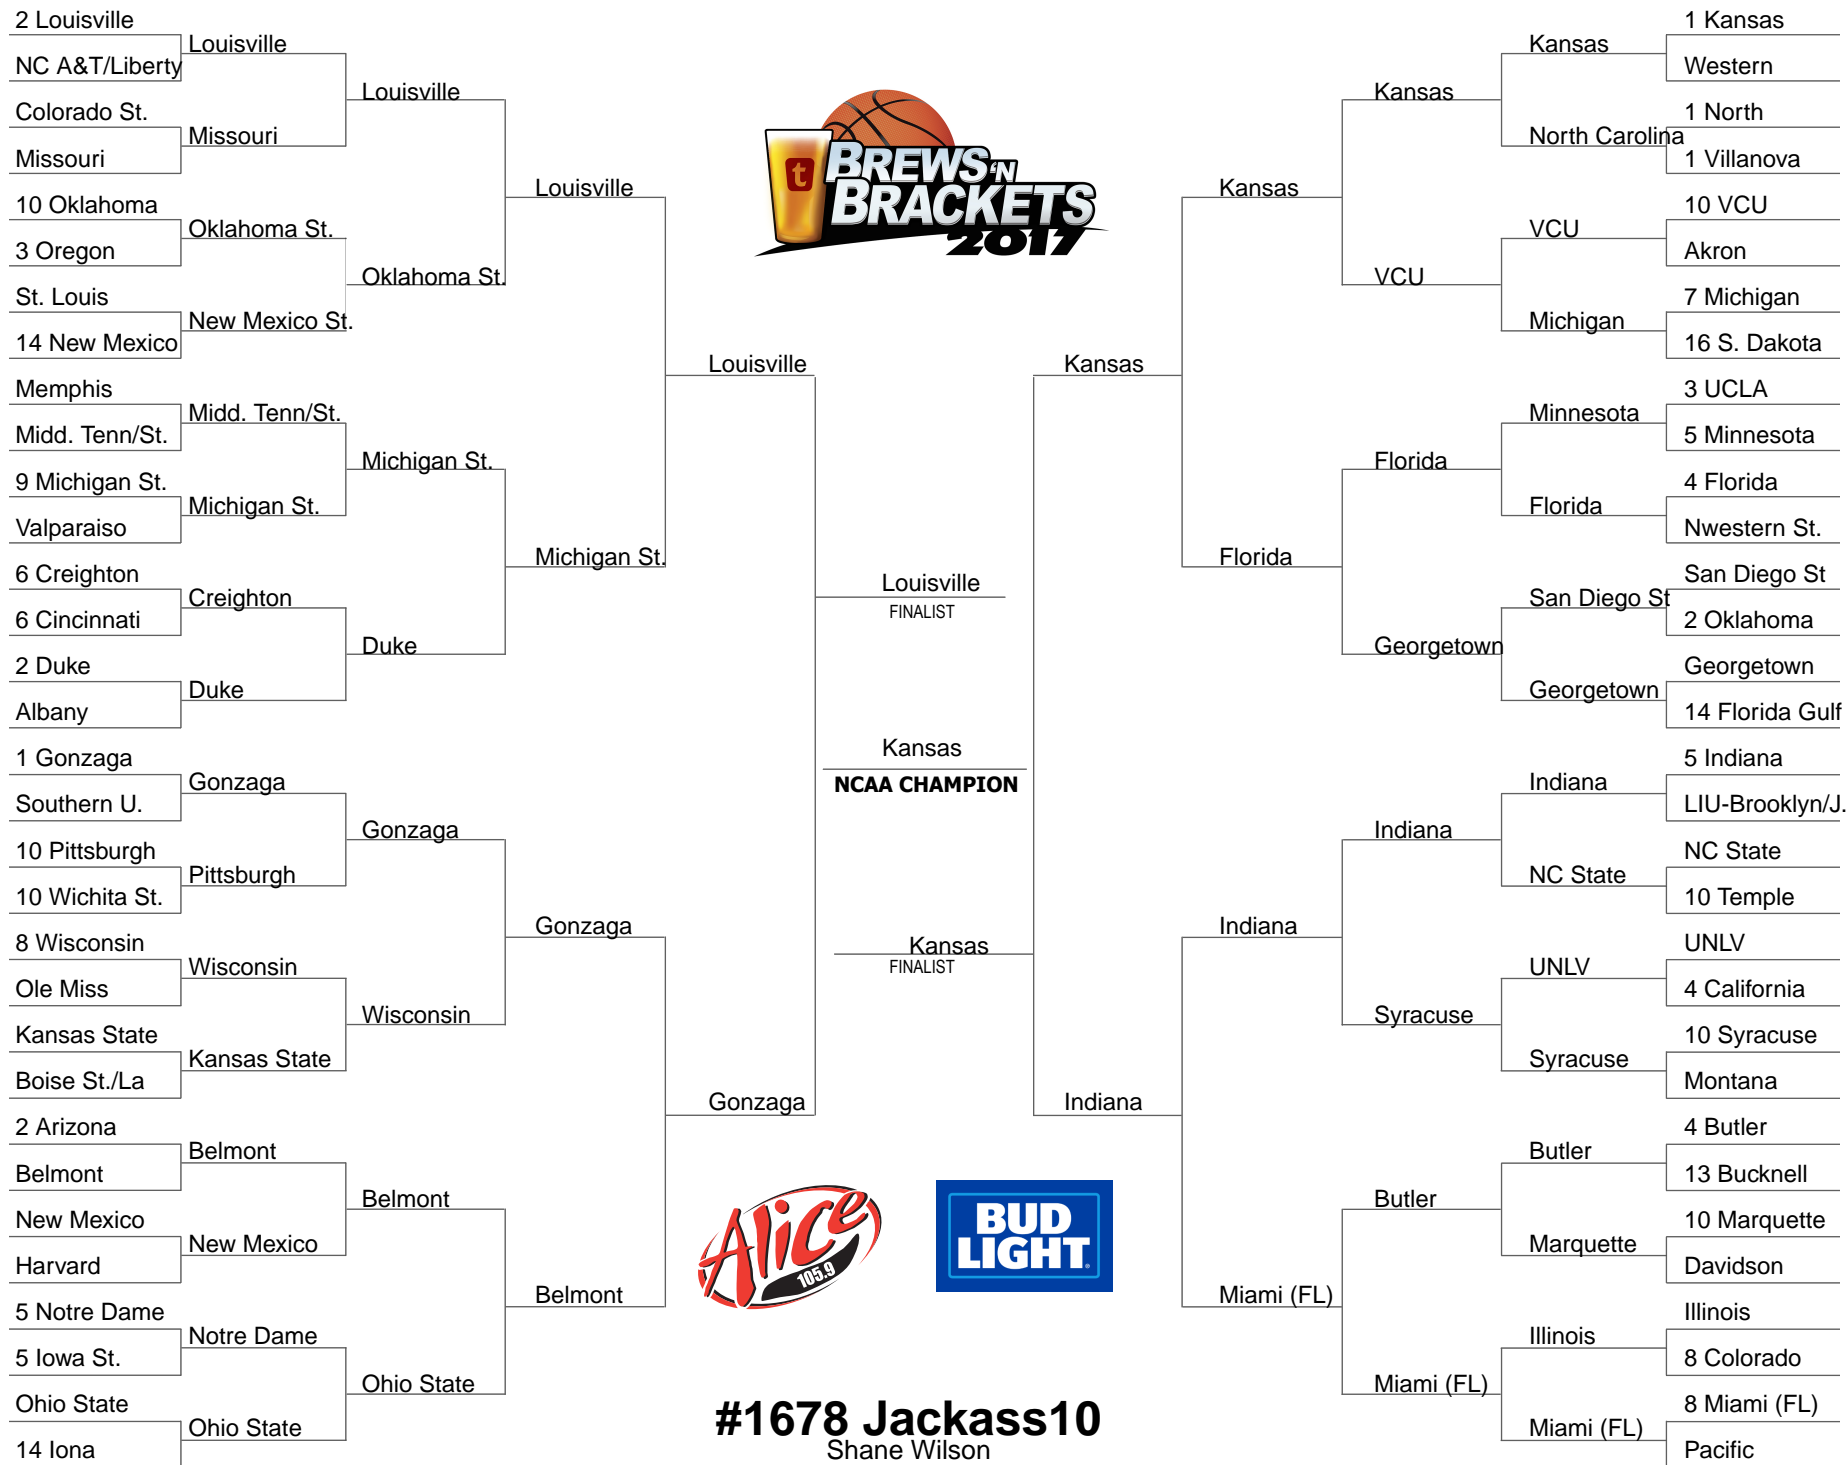 2 Louisville
NC A&T/Liberty
Colorado St.
Missouri
10 Oklahoma
3 Oregon
St. Louis
14 New Mexico
Memphis
Midd. Tenn/St.
9 Michigan St.
Valparaiso
6 Creighton
6 Cincinnati
2 Duke
Albany
1 Gonzaga
Southern U.
10 Pittsburgh
10 Wichita St.
8 Wisconsin
Ole Miss
Kansas State
Boise St./La
2 Arizona
Belmont
New Mexico
Harvard
5 Notre Dame
5 Iowa St.
Ohio State
14 Iona
Louisville
Missouri
Oklahoma St.
New Mexico St.
Midd. Tenn/St.
Michigan St.
Creighton
Duke
Gonzaga
Pittsburgh
Wisconsin
Kansas State
Belmont
New Mexico
Notre Dame
Ohio State
Louisville
Oklahoma St.
Michigan St.
Duke
Gonzaga
Wisconsin
Belmont
Ohio State
Louisville
Michigan St.
Gonzaga
Belmont
Louisville
Gonzaga
t
BREWS 'N
BRACKETS
2017
Louisville
FINALIST
Kansas
NCAA CHAMPION
Kansas
FINALIST
Alice
105.9
BUD
LIGHT
#1678 Jackass10
Shane Wilson
Kansas
Indiana
Kansas
Florida
Indiana
Miami (FL)
Kansas
VCU
Florida
Georgetown
Indiana
Syracuse
Butler
Miami (FL)
Kansas
North Carolina
VCU
Michigan
Minnesota
Florida
San Diego St
Georgetown
Indiana
NC State
UNLV
Syracuse
Butler
Marquette
Illinois
Miami (FL)
1 Kansas
Western
1 North
1 Villanova
10 VCU
Akron
7 Michigan
16 S. Dakota
3 UCLA
5 Minnesota
4 Florida
Nwestern St.
San Diego St
2 Oklahoma
Georgetown
14 Florida Gulf
5 Indiana
LIU-Brooklyn/J.
NC State
10 Temple
UNLV
4 California
10 Syracuse
Montana
4 Butler
13 Bucknell
10 Marquette
Davidson
Illinois
8 Colorado
8 Miami (FL)
Pacific